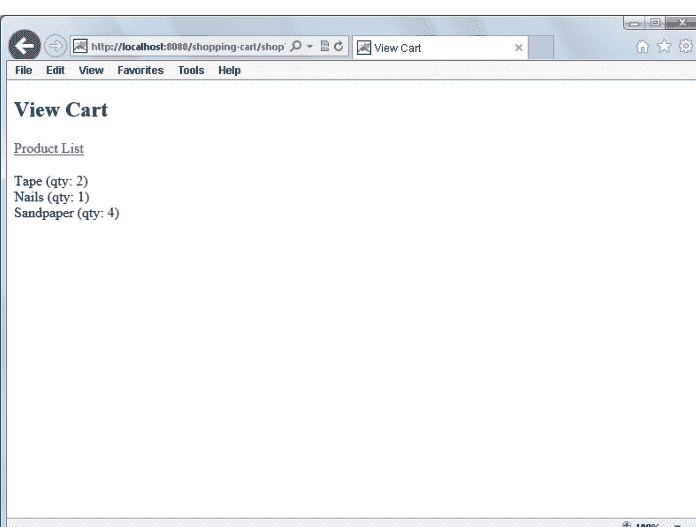 http://localhost:8080/shopping-cart/shop
View Cart
File Edit View Favorites Tools Help
View Cart
Product List
Tape (qty: 2)
Nails (qty: 1)
Sandpaper (qty: 4)